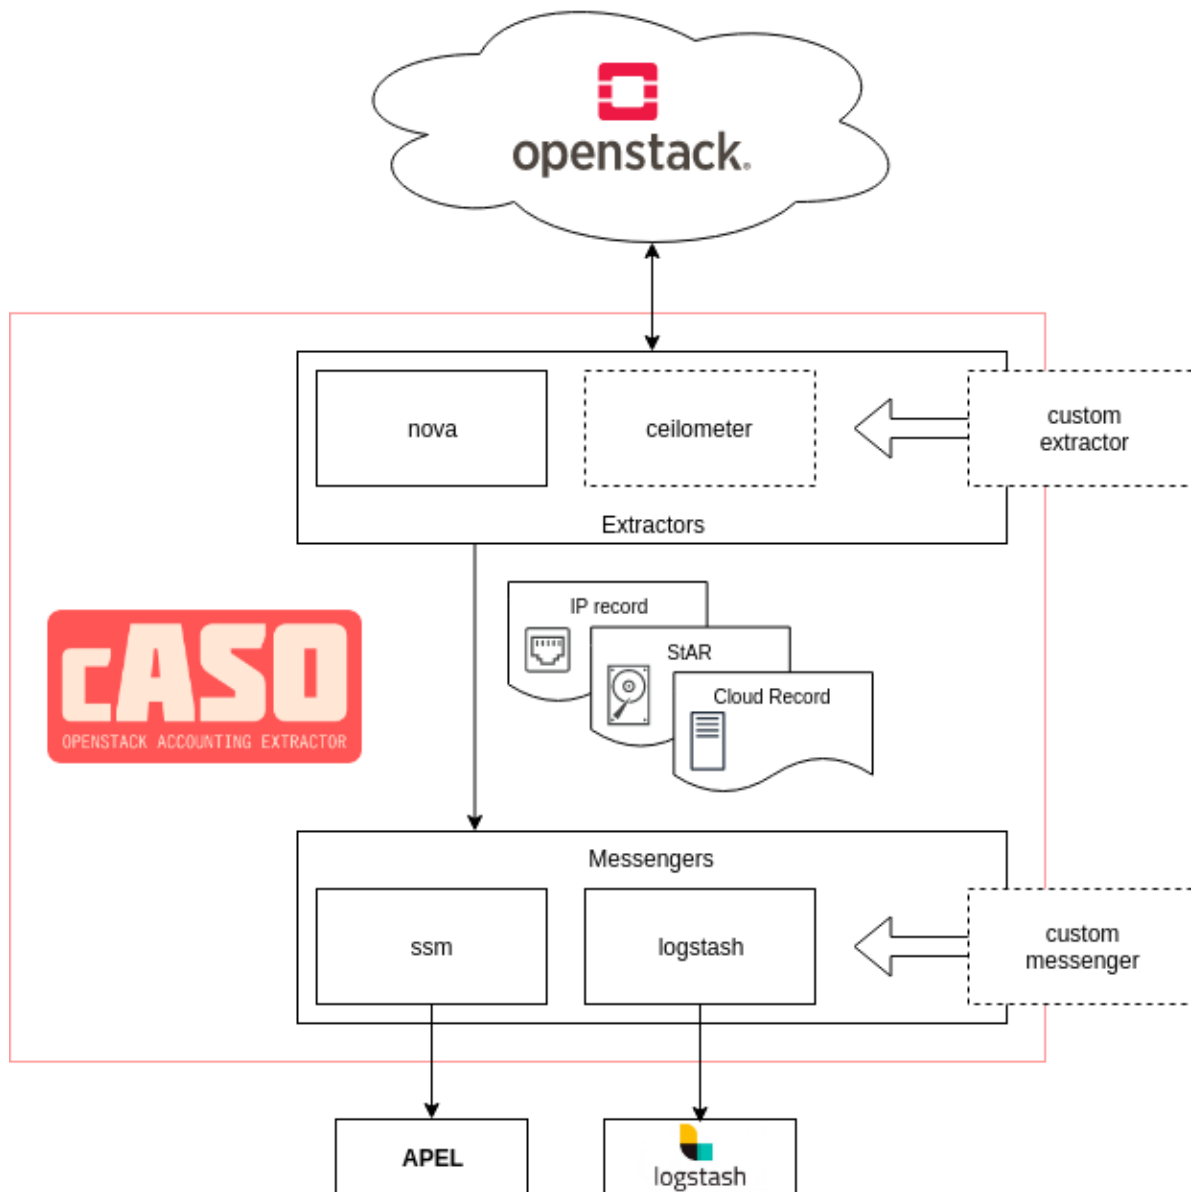 openstack.
nova
ceilometer
custom
extractor
Extractors
IP record
StAR
Cloud Record
cASO
OPENSTACK ACCOUNTING EXTRACTOR
Messengers
ssm
logstash
custom
messenger
APEL
logstash